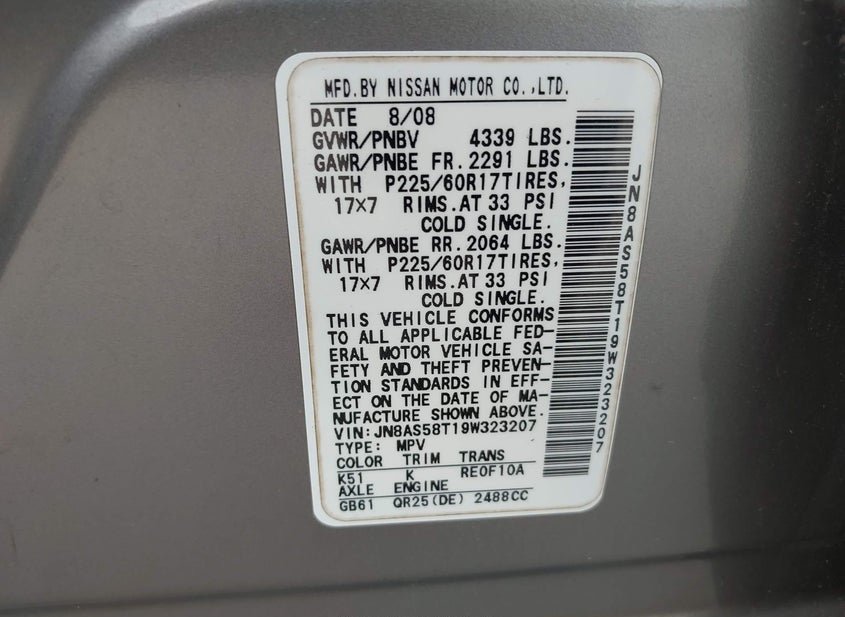 MFD.BY NISSAN MOTOR CO.,LTD.
DATE 8/08
GVWR/PNBV 4339 LBS.
GAWR/PNBE FR.2291 LBS.
WITH P225/60R17TIRES,
17×7 RIMS.AT 33 PSI
COLD SINGLE.
GAWR/PNBE RR.2064 LBS.
WITH P225/60R17TIRES,
17×7 RIMS.AT 33 PSI
COLD SINGLE.
THIS VEHICLE CONFORMS
TO ALL APPLICABLE FED-
ERAL MOTOR VEHICLE SA-
FETY AND THEFT PREVEN-
TION STANDARDS IN EFF-
ECT ON THE DATE OF MA-
NUFACTURE SHOWN ABOVE.
VIN:JN8AS58T19W323207
TYPE: MPV
COLOR TRIM TRANS
K51 K RE0F10A
AXLE ENGINE
GB61 QR25(DE) 2488CC
JN8AS58T19W323207